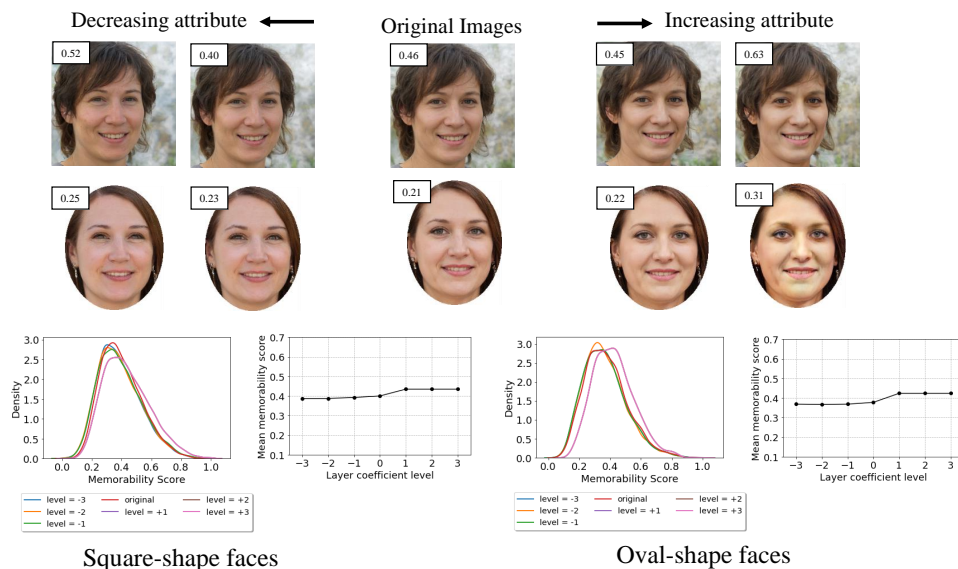 Decreasing attribute
Original Images
Increasing attribute
0.52
0.40
0.46
0.45
0.63
0.25
0.23
0.21
0.22
0.31
3.0
2.5
2.0
1.5
1.0
0.5
0.0
Density
0.0 0.2 0.4 0.6 0.8 1.0
Memorability Score
level = -3
level = -2
level = -1
original
level = +1
level = +2
level = +3
0.7
0.6
0.5
0.4
0.3
0.2
0.1
Mean memorability score
−3 −2 −1 0 1 2 3
Layer coefficient level
3.0
2.5
2.0
1.5
1.0
0.5
0.0
Density
0.0 0.2 0.4 0.6 0.8 1.0
Memorability Score
level = -3
level = -2
level = -1
original
level = +1
level = +2
level = +3
0.7
0.6
0.5
0.4
0.3
0.2
0.1
Mean memorability score
−3 −2 −1 0 1 2 3
Layer coefficient level
Square-shape faces
Oval-shape faces